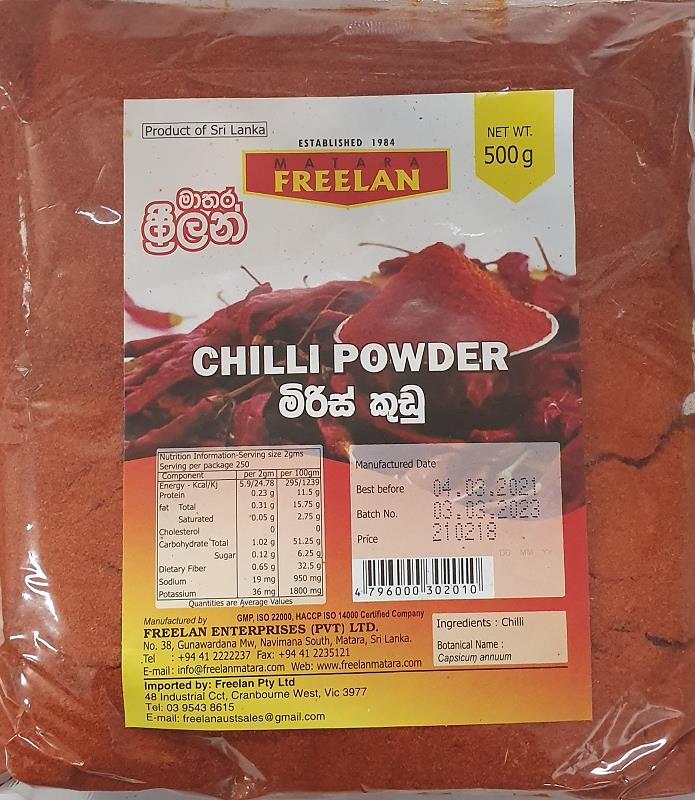 Product of Sri Lanka
ESTABLISHED 1984
MATARA
FREELAN
NET WT.
500g
මාතර
ෆ්‍රීලන්
CHILLI POWDER
මිරිස් කුඩු
Nutrition Information-Serving size 2gms
Serving per package 250
Component per 2gm per 100gm
Energy - Kcal/Kj 5.9/24.78 295/1239
Protein 0.23 g 11.5 g
fat Total 0.31 g 15.75 g
Saturated 0.05 g 2.75 g
Cholesterol 0 0
Carbohydrate Total 1.02 g 51.25 g
Sugar 0.12 g 6.25 g
Dietary Fiber 0.65 g 32.5 g
Sodium 19 mg 950 mg
Potassium 36 mg 1800 mg
Quantities are Average Values
Manufactured Date
Best before 04.03.2021
Batch No. 03.03.2023
Price 210218
DD MM YY
4 796000 302010
Manufactured by GMP, ISO 22000, HACCP ISO 14000 Certified Company
FREELAN ENTERPRISES (PVT) LTD.
No. 38, Gunawardana Mw, Navimana South, Matara, Sri Lanka.
Tel : +94 41 2222237 Fax: +94 41 2235121
E-mail: info@freelanmatara.com Web: www.freelanmatara.com
Ingredients : Chilli
Botanical Name :
Capsicum annuum
Imported by: Freelan Pty Ltd
48 Industrial Cct, Cranbourne West, Vic 3977
Tel: 03 9543 8615
E-mail: freelanaustsales@gmail.com